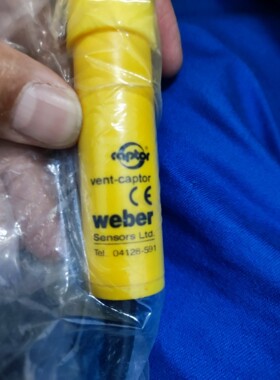 captor
vent-captor
CE
weber
Sensors Ltd.
Tel. 04126-591